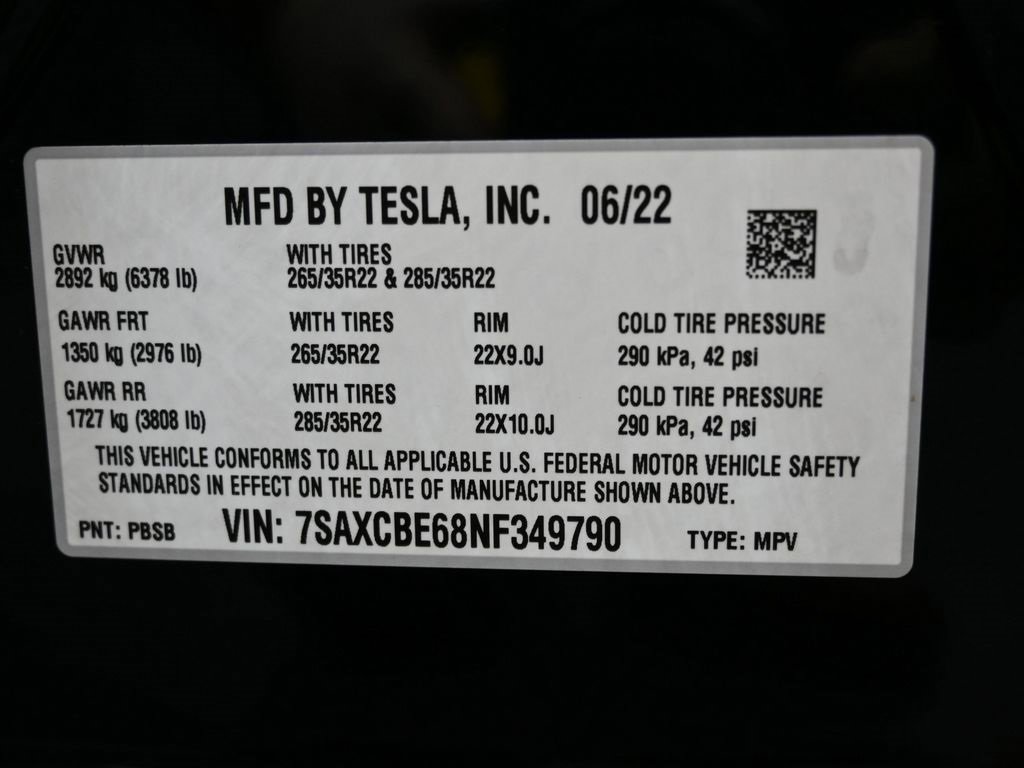 MFD BY TESLA, INC. 06/22
GVWR WITH TIRES
2892 kg (6378 lb) 265/35R22 & 285/35R22
GAWR FRT WITH TIRES RIM COLD TIRE PRESSURE
1350 kg (2976 lb) 265/35R22 22X9.0J 290 kPa, 42 psi
GAWR RR WITH TIRES RIM COLD TIRE PRESSURE
1727 kg (3808 lb) 285/35R22 22X10.0J 290 kPa, 42 psi
THIS VEHICLE CONFORMS TO ALL APPLICABLE U.S. FEDERAL MOTOR VEHICLE SAFETY
STANDARDS IN EFFECT ON THE DATE OF MANUFACTURE SHOWN ABOVE.
PNT: PBSB VIN: 7SAXCBE68NF349790 TYPE: MPV